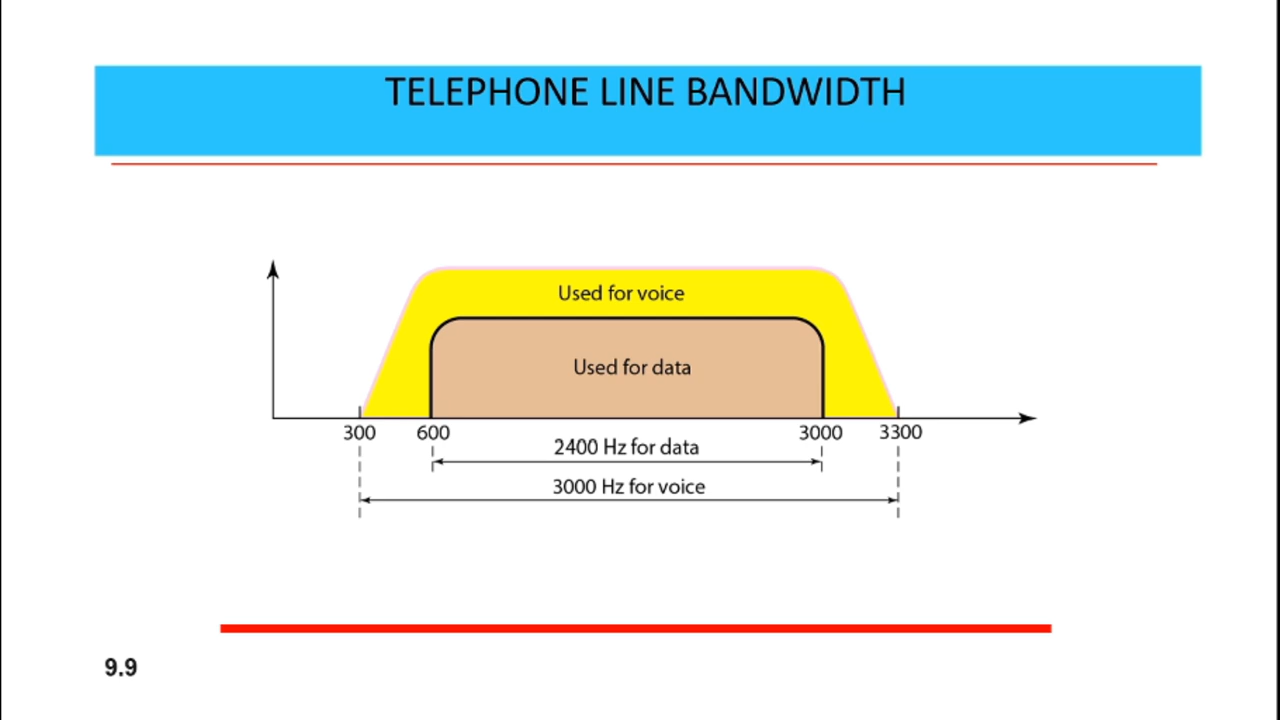 TELEPHONE LINE BANDWIDTH
Used for voice
Used for data
300 600 3000 3300
2400 Hz for data
3000 Hz for voice
9.9